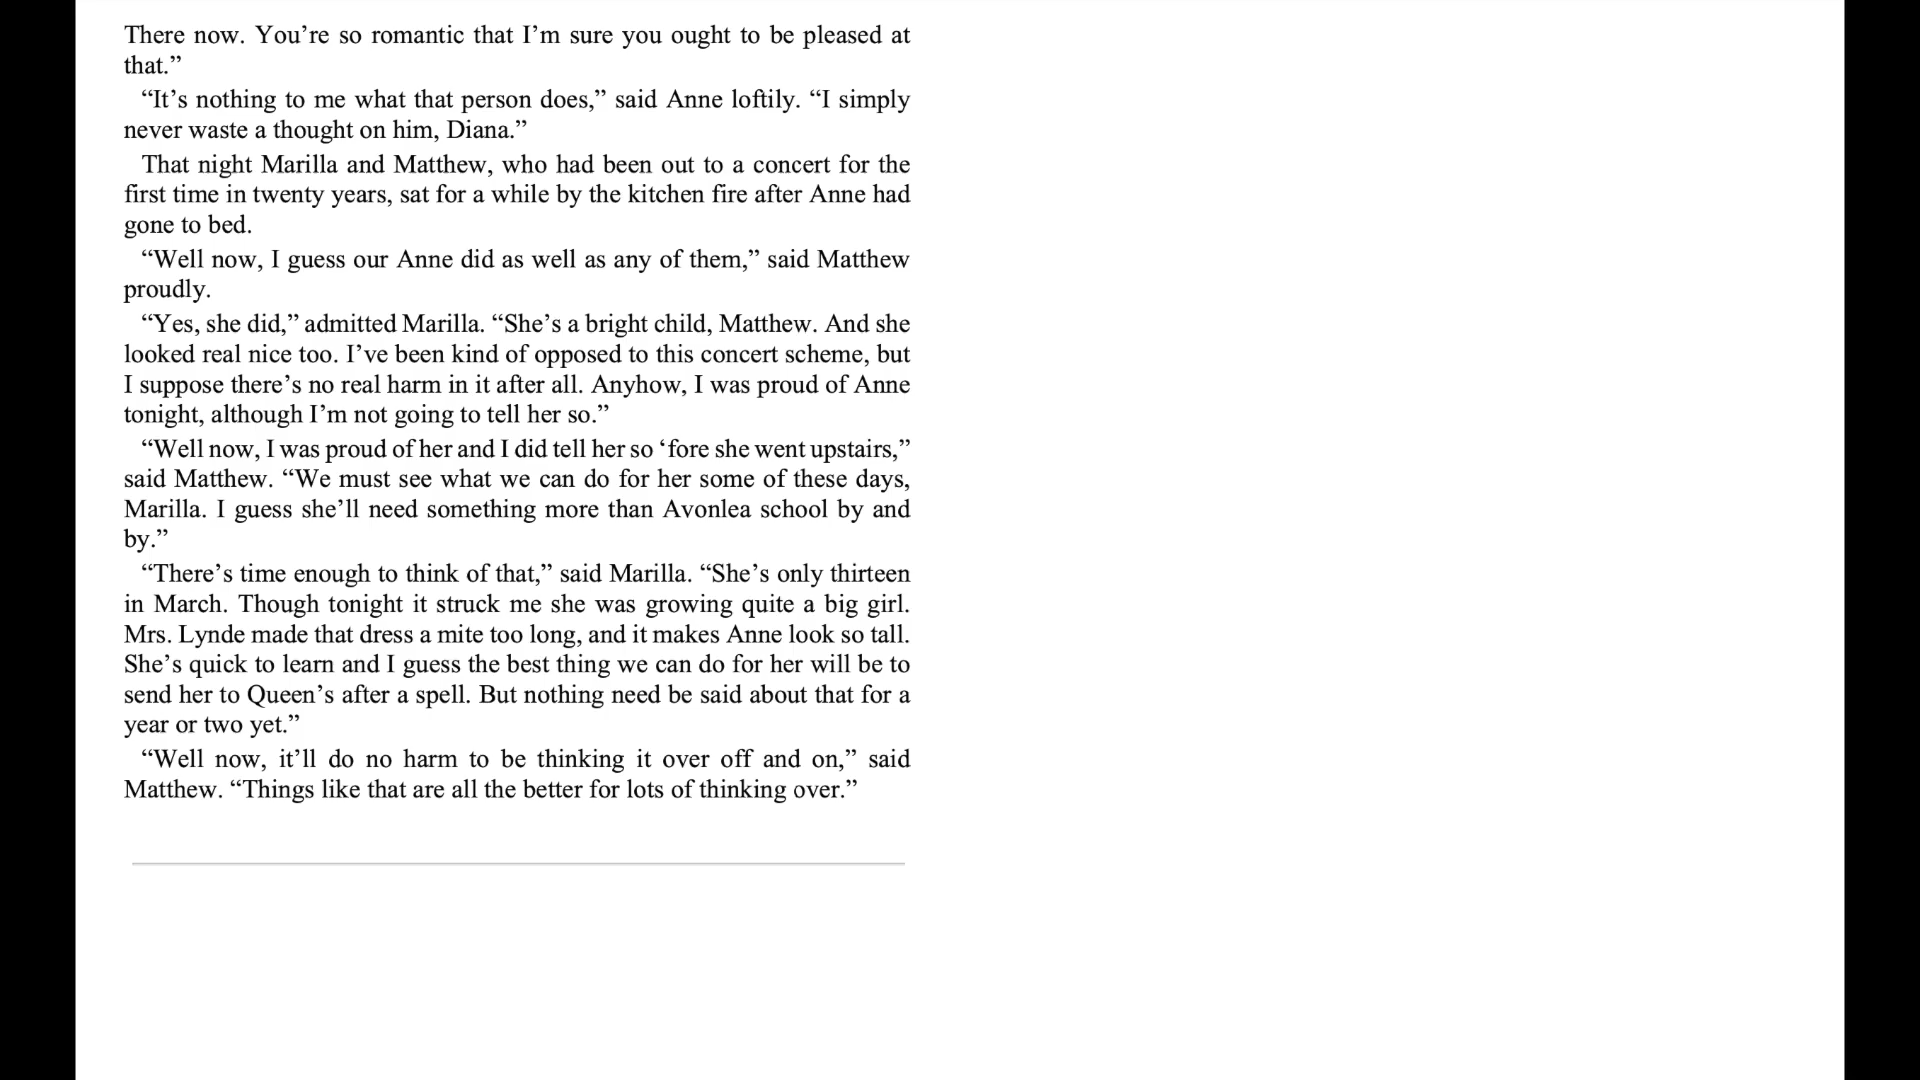 There now. You’re so romantic that I’m sure you ought to be pleased at
that.”
“It’s nothing to me what that person does,” said Anne loftily. “I simply
never waste a thought on him, Diana.”
That night Marilla and Matthew, who had been out to a concert for the
first time in twenty years, sat for a while by the kitchen fire after Anne had
gone to bed.
“Well now, I guess our Anne did as well as any of them,” said Matthew
proudly.
“Yes, she did,” admitted Marilla. “She’s a bright child, Matthew. And she
looked real nice too. I’ve been kind of opposed to this concert scheme, but
I suppose there’s no real harm in it after all. Anyhow, I was proud of Anne
tonight, although I’m not going to tell her so.”
“Well now, I was proud of her and I did tell her so ‘fore she went upstairs,”
said Matthew. “We must see what we can do for her some of these days,
Marilla. I guess she’ll need something more than Avonlea school by and
by.”
“There’s time enough to think of that,” said Marilla. “She’s only thirteen
in March. Though tonight it struck me she was growing quite a big girl.
Mrs. Lynde made that dress a mite too long, and it makes Anne look so tall.
She’s quick to learn and I guess the best thing we can do for her will be to
send her to Queen’s after a spell. But nothing need be said about that for a
year or two yet.”
“Well now, it’ll do no harm to be thinking it over off and on,” said
Matthew. “Things like that are all the better for lots of thinking over.”